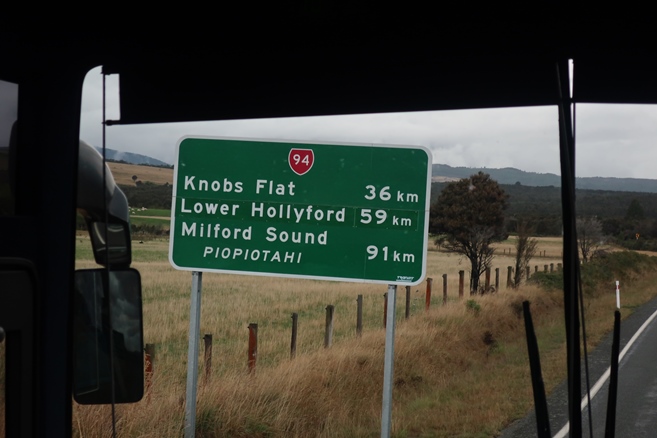 94
Knobs Flat 36 km
Lower Hollyford 59 km
Milford Sound 91 km
PIOPIOTAHI